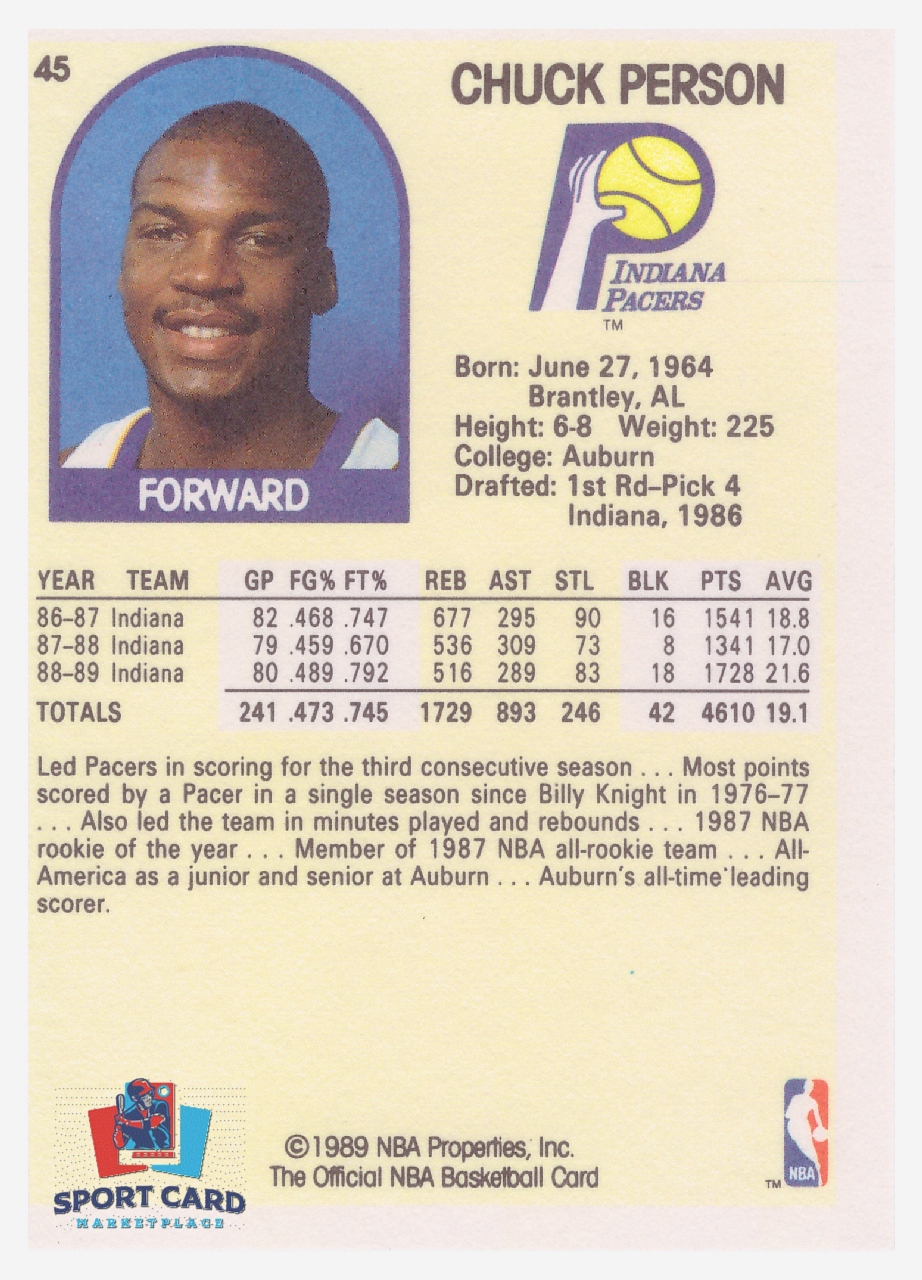 45
CHUCK PERSON
INDIANA
PACERS
TM
Born: June 27, 1964
Brantley, AL
Height: 6-8 Weight: 225
College: Auburn
Drafted: 1st Rd–Pick 4
Indiana, 1986
FORWARD
YEAR TEAM GP FG% FT% REB AST STL BLK PTS AVG
86–87 Indiana 82 .468 .747 677 295 90 16 1541 18.8
87–88 Indiana 79 .459 .670 536 309 73 8 1341 17.0
88–89 Indiana 80 .489 .792 516 289 83 18 1728 21.6
TOTALS 241 .473 .745 1729 893 246 42 4610 19.1
Led Pacers in scoring for the third consecutive season . . . Most points
scored by a Pacer in a single season since Billy Knight in 1976–77
. . . Also led the team in minutes played and rebounds . . . 1987 NBA
rookie of the year . . . Member of 1987 NBA all-rookie team . . . All-
America as a junior and senior at Auburn . . . Auburn's all-time leading
scorer.
SPORT CARD
MARKETPLACE
©1989 NBA Properties, Inc.
The Official NBA Basketball Card
TM
NBA